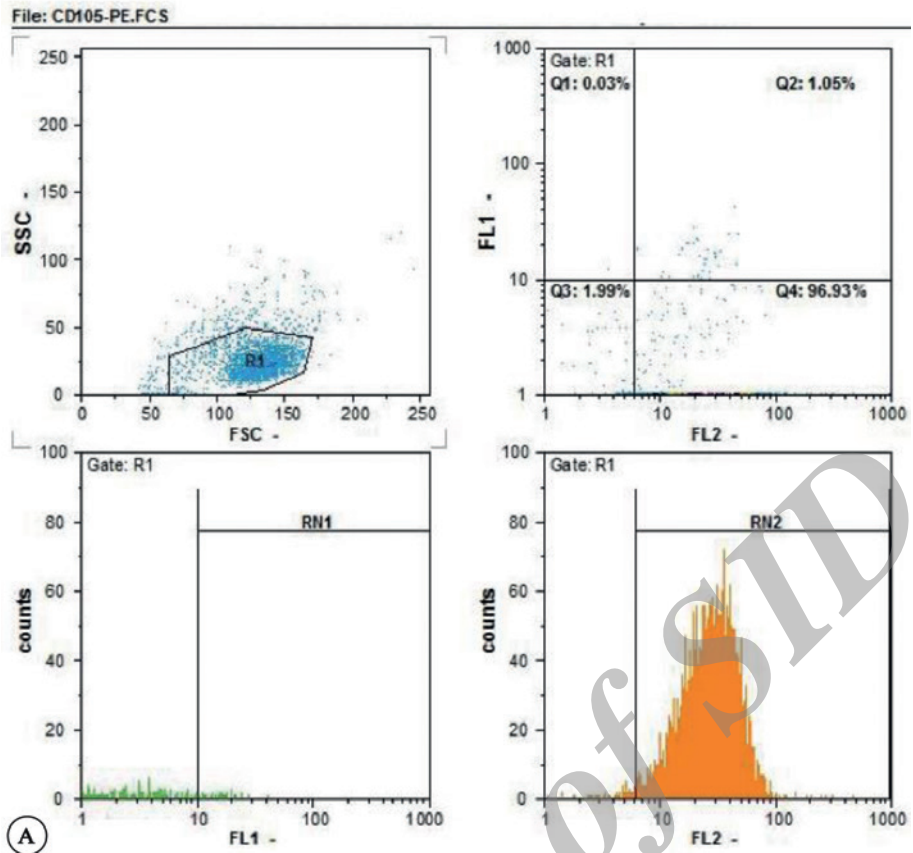 File: CD105-PE.FCS
250
200
150
100
50
0
SSC -
R1
0 50 100 150 200 250
FSC -
1000
100
10
1
FL1 -
Gate: R1
Q1: 0.03% Q2: 1.05%
Q3: 1.99% Q4: 96.93%
1 10 100 1000
FL2 -
100
80
60
40
20
0
counts
Gate: R1
RN1
1 10 100 1000
FL1 -
100
80
60
40
20
0
counts
Gate: R1
RN2
1 10 100 1000
FL2 -
A
of SID